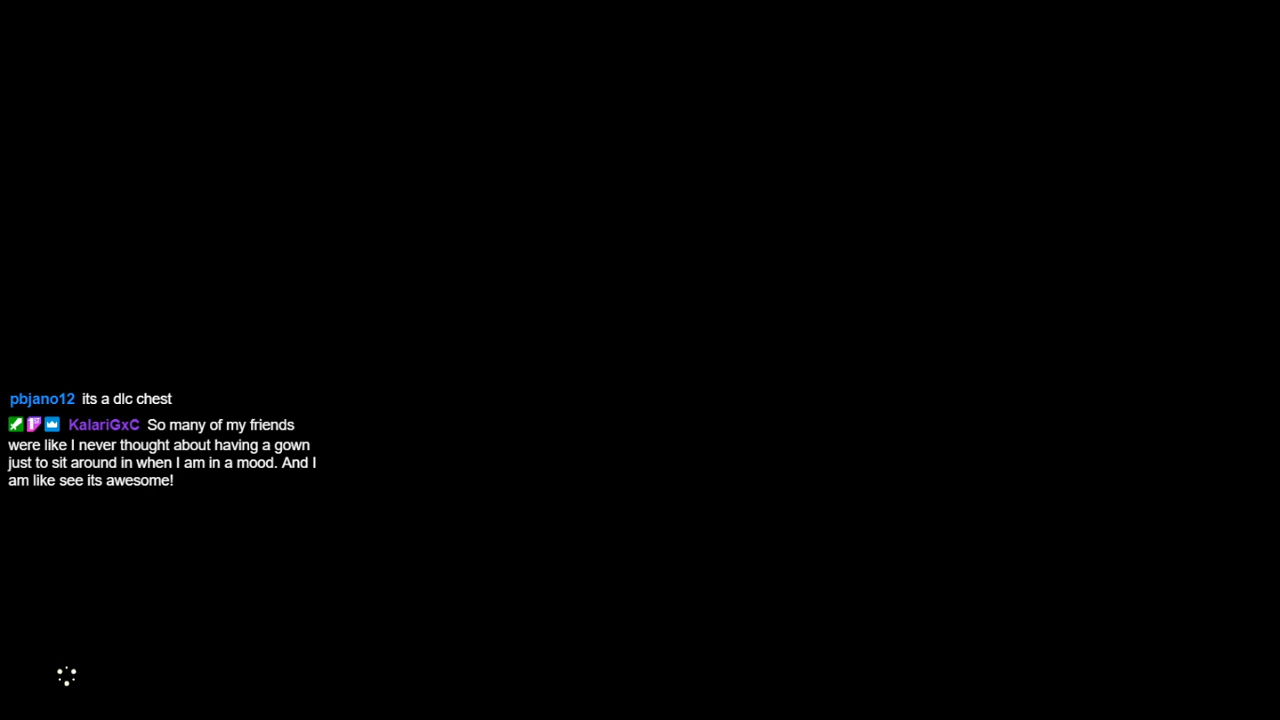 pbjano12 its a dlc chest
KalariGxC So many of my friends
were like I never thought about having a gown
just to sit around in when I am in a mood. And I
am like see its awesome!